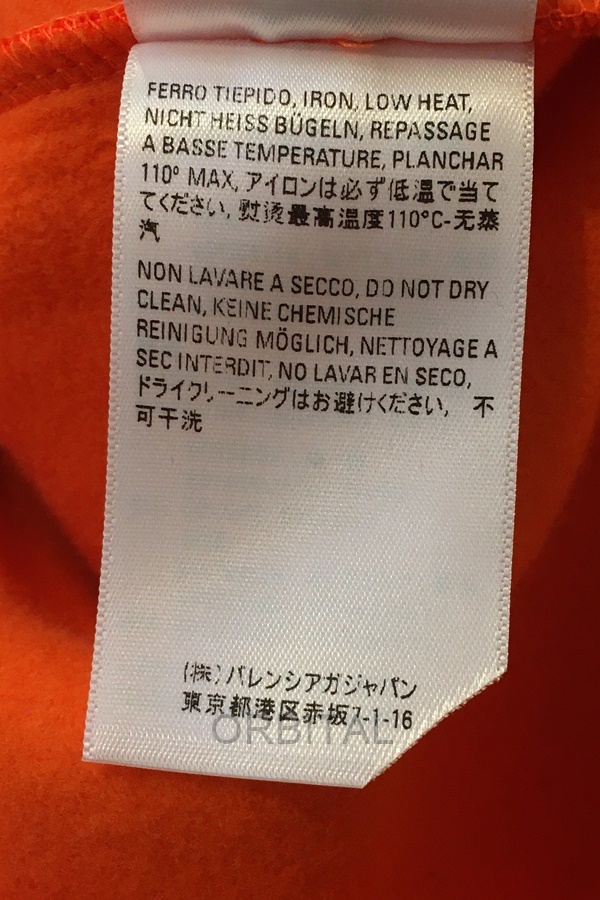 FERRO TIEPIDO, IRON, LOW HEAT,
NICHT HEISS BÜGELN, REPASSAGE
A BASSE TEMPERATURE, PLANCHAR
110° MAX, アイロンは必ず低温で当て
てください, 熨烫最高温度110°C-无蒸
汽
NON LAVARE A SECCO, DO NOT DRY
CLEAN, KEINE CHEMISCHE
REINIGUNG MÖGLICH, NETTOYAGE A
SEC INTERDIT, NO LAVAR EN SECO,
ドライクリーニングはお避けください, 不
可干洗
(株)バレンシアガジャパン
東京都港区赤坂7-1-16
ORBITAL